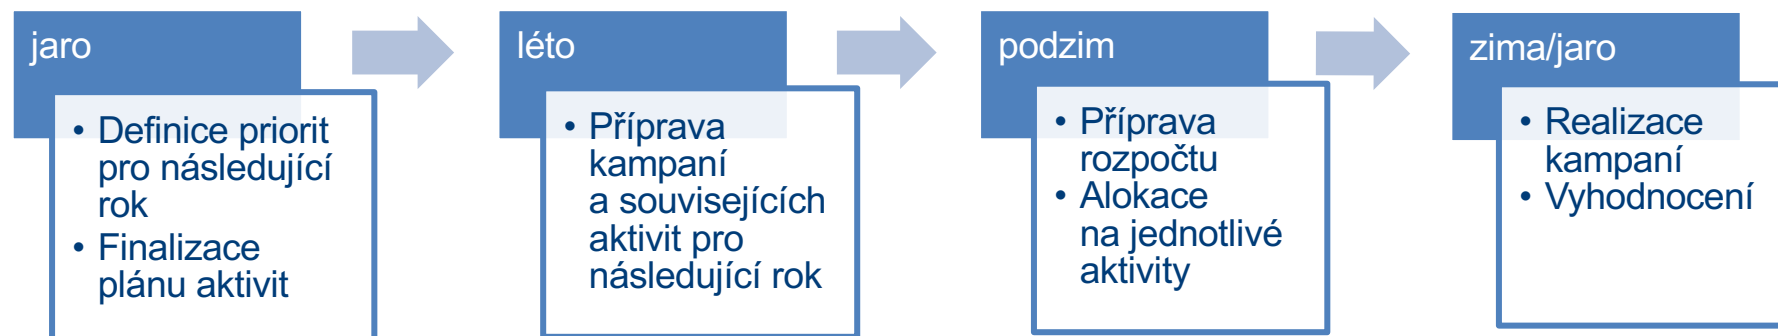 jaro
• Definice priorit
pro následující
rok
• Finalizace
plánu aktivit
léto
• Příprava
kampaní
a souvisejících
aktivit pro
následující rok
podzim
• Příprava
rozpočtu
• Alokace
na jednotlivé
aktivity
zima/jaro
• Realizace
kampaní
• Vyhodnocení